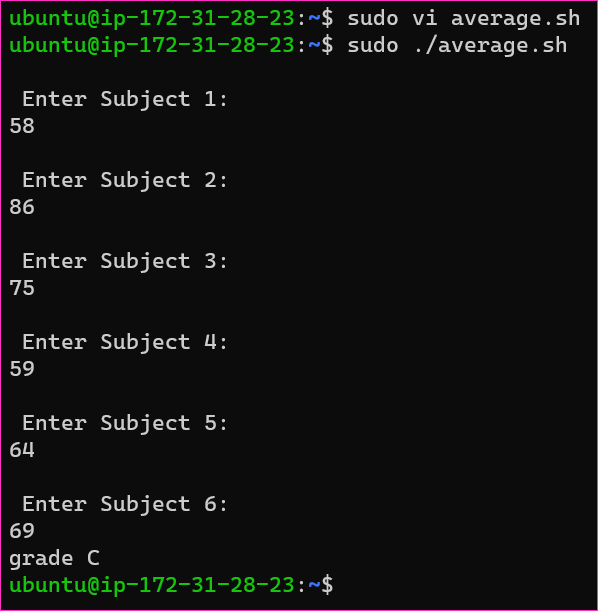 ubuntu@ip-172-31-28-23:~$ sudo vi average.sh
ubuntu@ip-172-31-28-23:~$ sudo ./average.sh
Enter Subject 1:
58
Enter Subject 2:
86
Enter Subject 3:
75
Enter Subject 4:
59
Enter Subject 5:
64
Enter Subject 6:
69
grade C
ubuntu@ip-172-31-28-23:~$